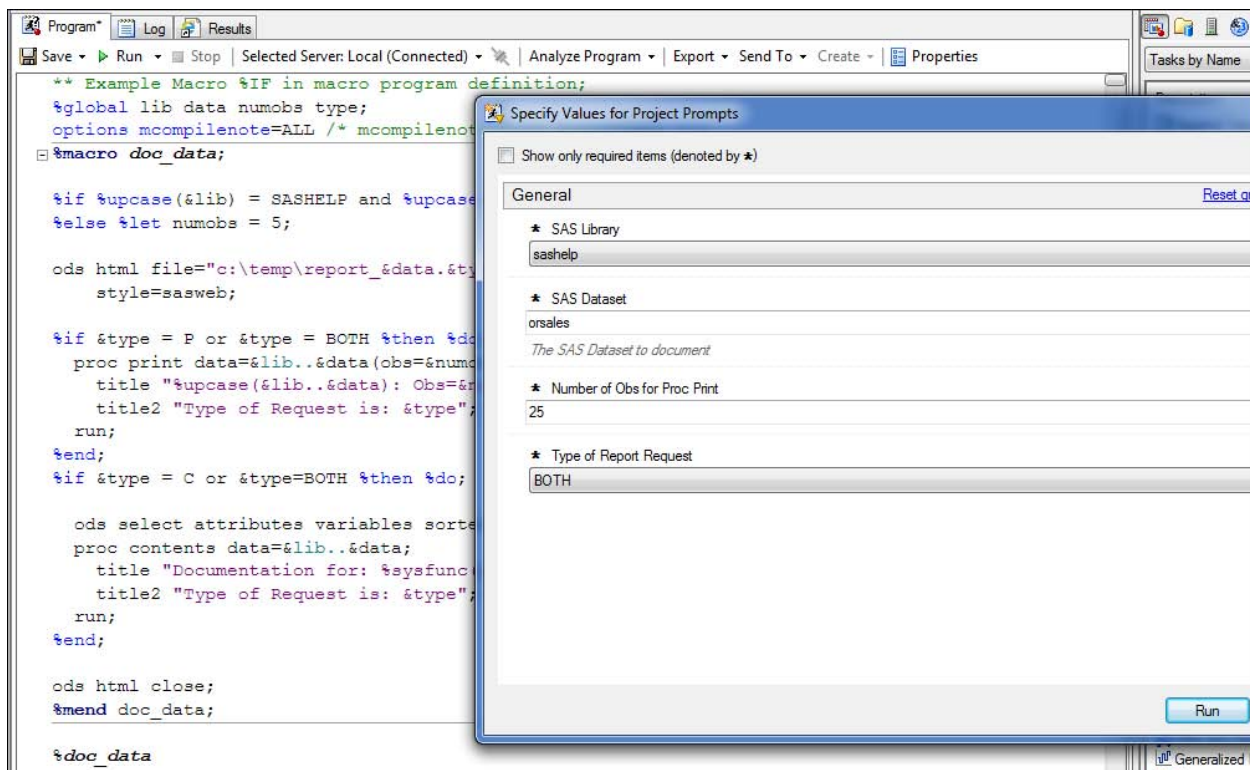 Program*
Log
Results
Save
Run
Stop
Selected Server: Local (Connected)
Analyze Program
Export
Send To
Create
Properties
Tasks by Name
** Example Macro %IF in macro program definition;
%global lib data numobs type;
options mcompilenote=ALL /* mcompilenot
%macro doc_data;
%if %upcase(&lib) = SASHELP and %upcase
%else %let numobs = 5;
ods html file="c:\temp\report_&data.&ty
style=sasweb;
%if &type = P or &type = BOTH %then %do
proc print data=&lib..&data(obs=&numo
title "%upcase(&lib..&data): Obs=&n
title2 "Type of Request is: &type";
run;
%end;
%if &type = C or &type=BOTH %then %do;
ods select attributes variables sorte
proc contents data=&lib..&data;
title "Documentation for: %sysfunc(
title2 "Type of Request is: &type";
run;
%end;
ods html close;
%mend doc_data;
%doc_data
Specify Values for Project Prompts
Show only required items (denoted by *)
General
Reset g
* SAS Library
sashelp
* SAS Dataset
orsales
The SAS Dataset to document
* Number of Obs for Proc Print
25
* Type of Report Request
BOTH
Run
Generalized